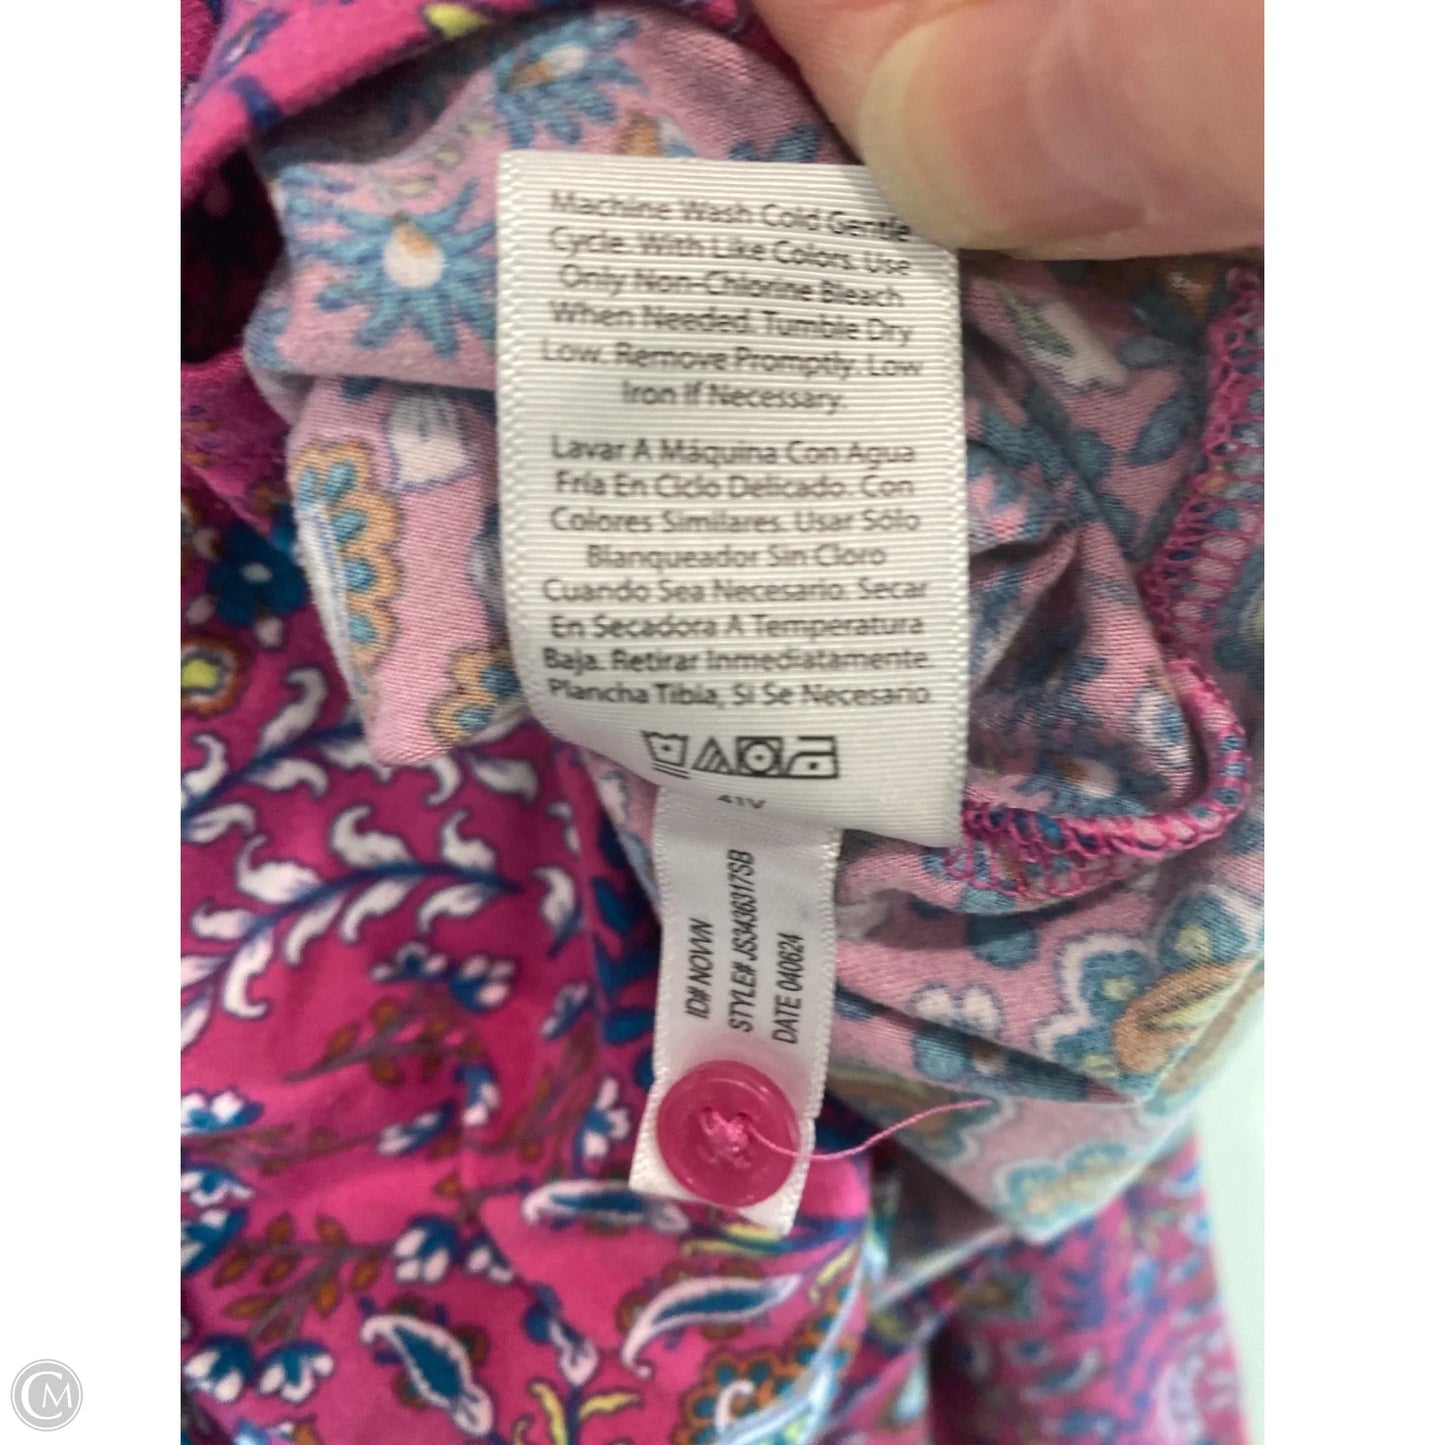 Machine Wash Cold Gentle
Cycle. With Like Colors. Use
Only Non-Chlorine Bleach
When Needed. Tumble Dry
Low. Remove Promptly. Low
Iron If Necessary.
Lavar A Máquina Con Agua
Fría En Ciclo Delicado. Con
Colores Similares. Usar Sólo
Blanqueador Sin Cloro
Cuando Sea Necesario. Secar
En Secadora A Temperatura
Baja. Retirar Inmediatamente.
Plancha Tibia, Si Se Necesario.
41V
ID# NOVVN
STYLE# JS3436317SB
DATE 040624
CM